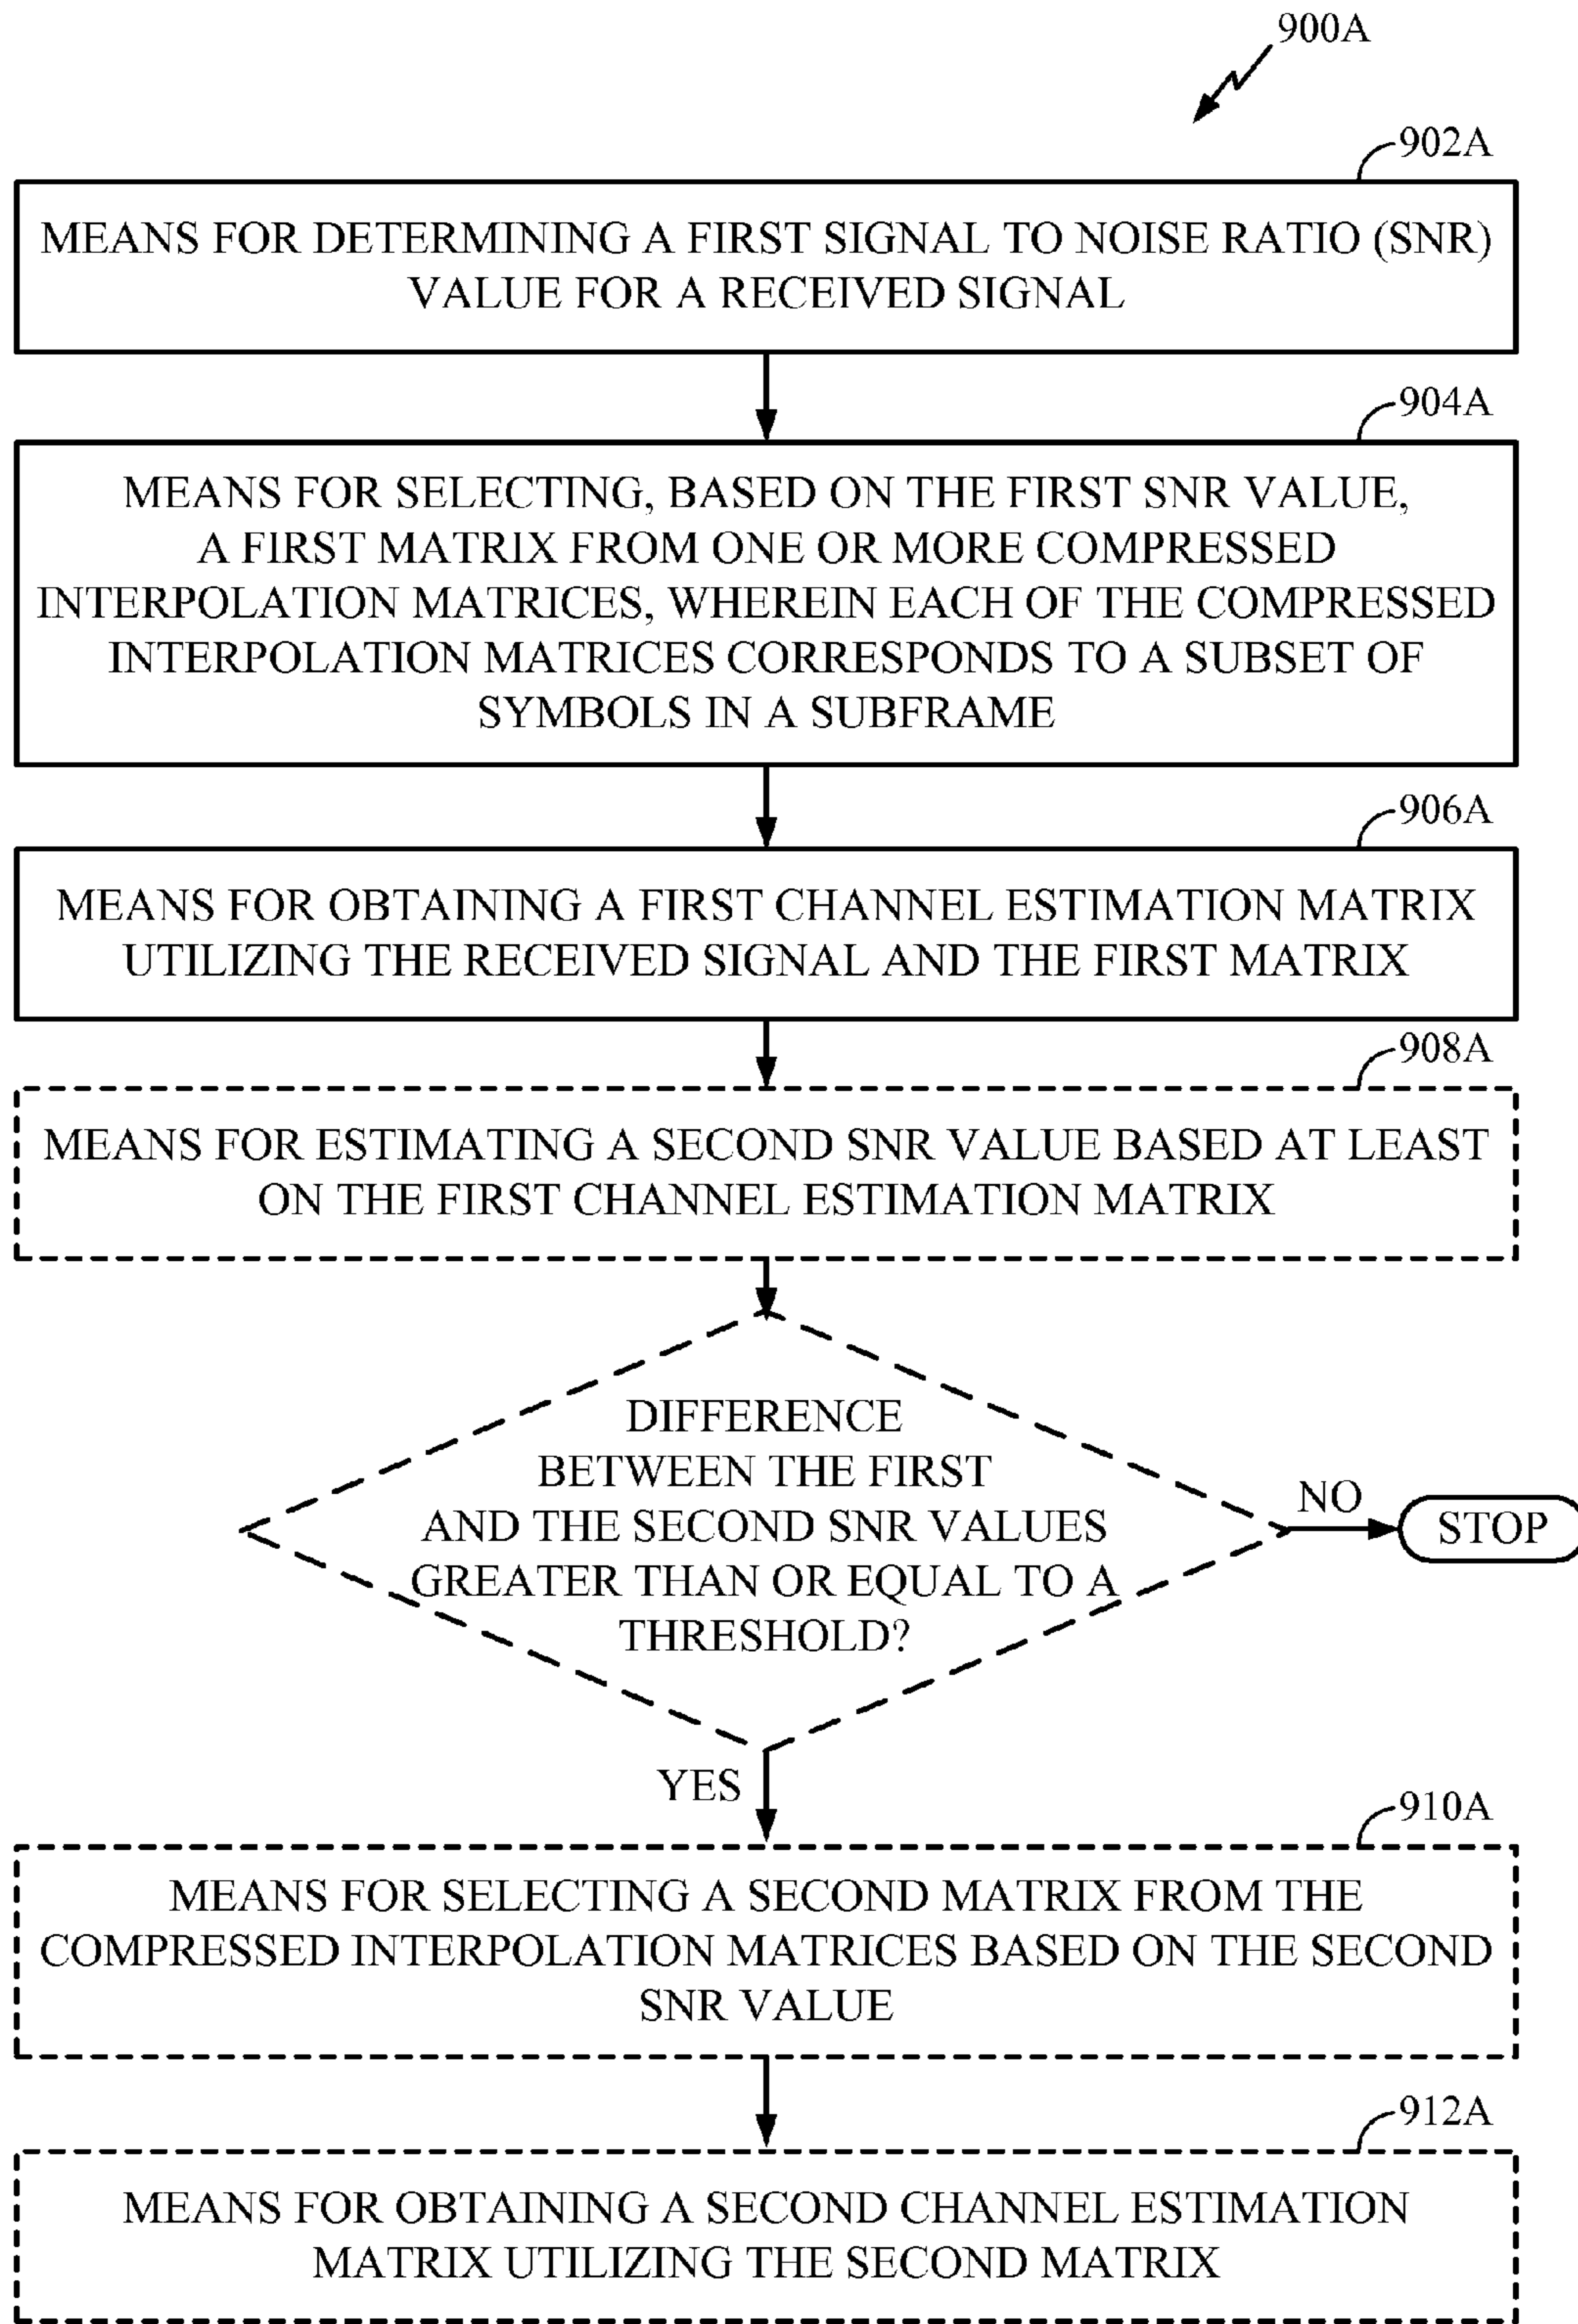 900A
902A
MEANS FOR DETERMINING A FIRST SIGNAL TO NOISE RATIO (SNR)
VALUE FOR A RECEIVED SIGNAL
904A
MEANS FOR SELECTING, BASED ON THE FIRST SNR VALUE,
A FIRST MATRIX FROM ONE OR MORE COMPRESSED
INTERPOLATION MATRICES, WHEREIN EACH OF THE COMPRESSED
INTERPOLATION MATRICES CORRESPONDS TO A SUBSET OF
SYMBOLS IN A SUBFRAME
906A
MEANS FOR OBTAINING A FIRST CHANNEL ESTIMATION MATRIX
UTILIZING THE RECEIVED SIGNAL AND THE FIRST MATRIX
908A
MEANS FOR ESTIMATING A SECOND SNR VALUE BASED AT LEAST
ON THE FIRST CHANNEL ESTIMATION MATRIX
DIFFERENCE
BETWEEN THE FIRST
AND THE SECOND SNR VALUES
GREATER THAN OR EQUAL TO A
THRESHOLD?
NO
STOP
YES
910A
MEANS FOR SELECTING A SECOND MATRIX FROM THE
COMPRESSED INTERPOLATION MATRICES BASED ON THE SECOND
SNR VALUE
912A
MEANS FOR OBTAINING A SECOND CHANNEL ESTIMATION
MATRIX UTILIZING THE SECOND MATRIX